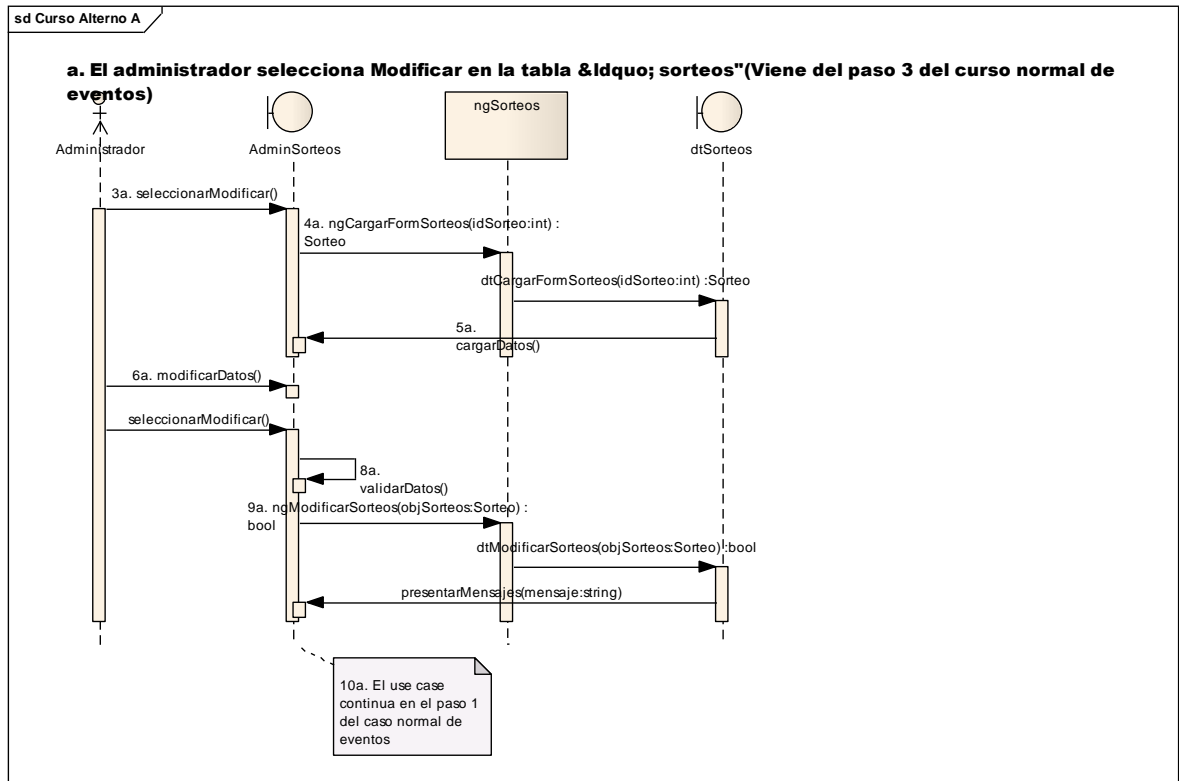 sd Curso Alterno A
a. El administrador selecciona Modificar en la tabla &ldquo; sorteos"(Viene del paso 3 del curso normal de
eventos)
Administrador
AdminSorteos
ngSorteos
dtSorteos
3a. seleccionarModificar()
4a. ngCargarFormSorteos(idSorteo:int) :
Sorteo
dtCargarFormSorteos(idSorteo:int) :Sorteo
5a.
cargarDatos()
6a. modificarDatos()
seleccionarModificar()
8a.
validarDatos()
9a. ngModificarSorteos(objSorteos:Sorteo) :
bool
dtModificarSorteos(objSorteos:Sorteo) :bool
presentarMensajes(mensaje:string)
10a. El use case
continua en el paso 1
del caso normal de
eventos